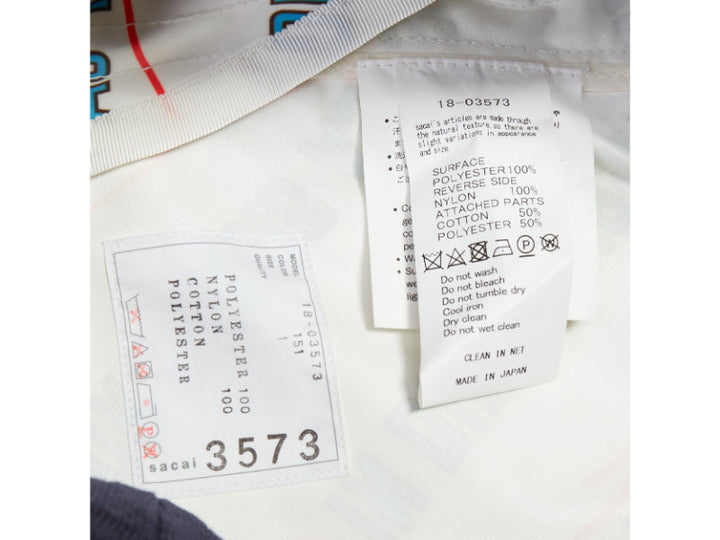 18-03573
sacai's articles are made through
the natural texture,so there are
slight variations in appearance
and size.
SURFACE
POLYESTER 100%
REVERSE SIDE
NYLON 100%
ATTACHED PARTS
COTTON 50%
POLYESTER 50%
Do not wash
Do not bleach
Do not tumble dry
Cool iron
Dry clean
Do not wet clean
CLEAN IN NET
MADE IN JAPAN
MODEL 18-03573
COLOR 151
SIZE 1
QUALITY
POLYESTER 100
NYLON 100
COTTON
POLYESTER
sacai 3573